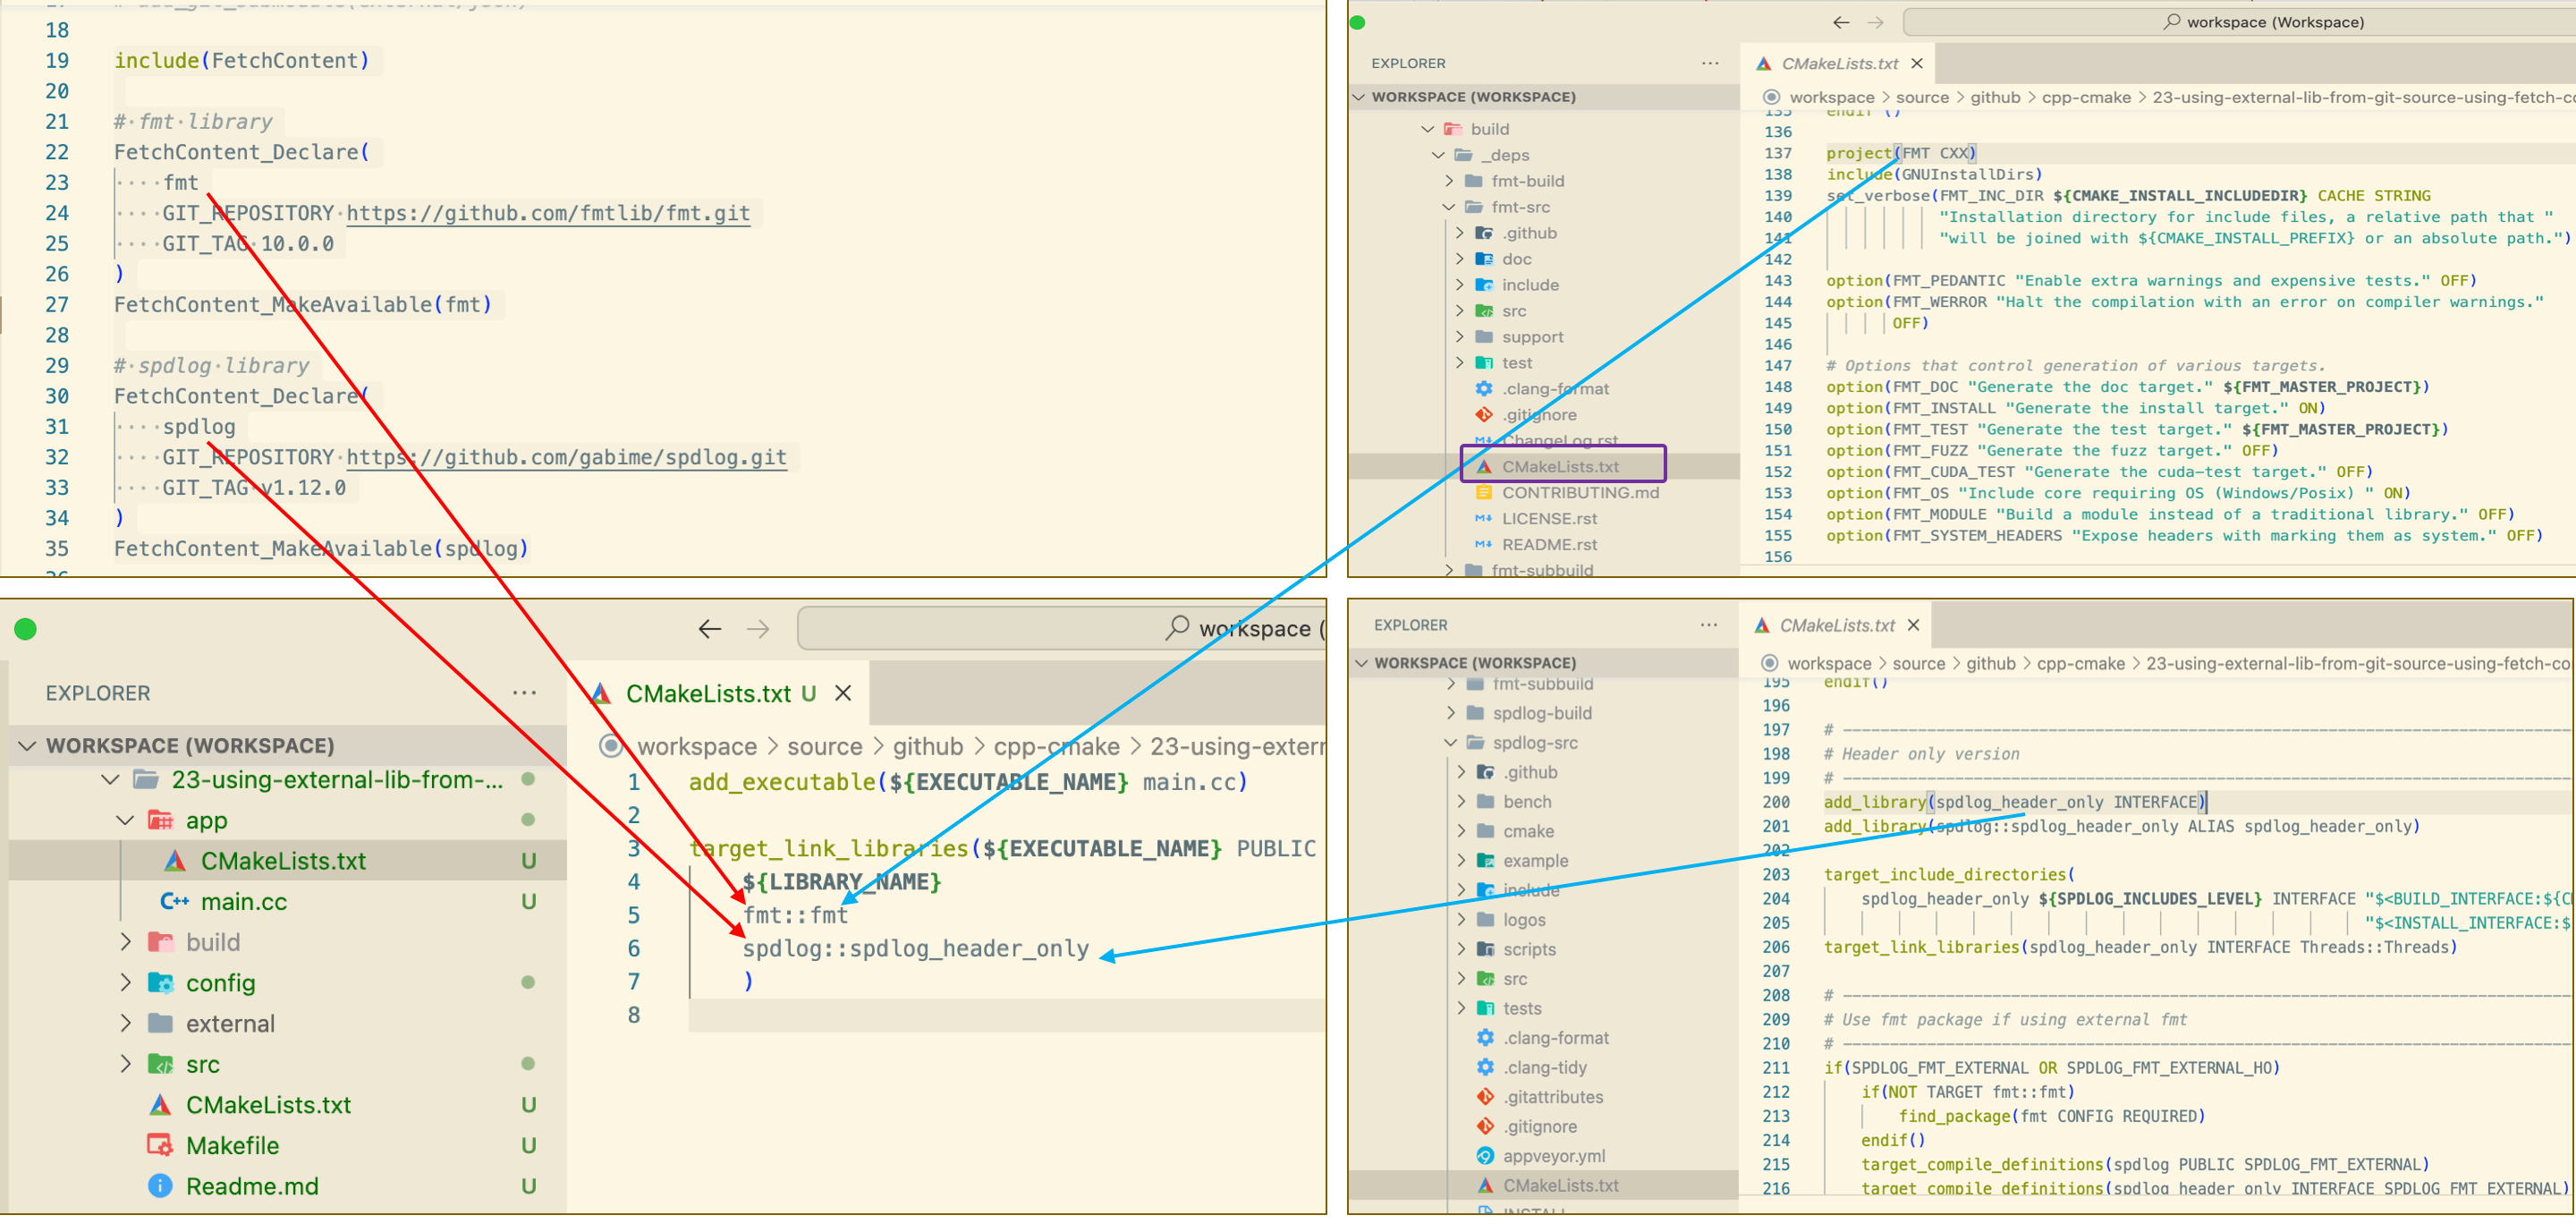 # add_git_submodule(external/json)
18
19 include(FetchContent)
20
21 # fmt library
22 FetchContent_Declare(
23 fmt
24 GIT_REPOSITORY https://github.com/fmtlib/fmt.git
25 GIT_TAG 10.0.0
26 )
27 FetchContent_MakeAvailable(fmt)
28
29 # spdlog library
30 FetchContent_Declare(
31 spdlog
32 GIT_REPOSITORY https://github.com/gabime/spdlog.git
33 GIT_TAG v1.12.0
34 )
35 FetchContent_MakeAvailable(spdlog)
workspace (Workspace)
EXPLORER
WORKSPACE (WORKSPACE)
build
_deps
fmt-build
fmt-src
.github
doc
include
src
support
test
.clang-format
.gitignore
ChangeLog.rst
CMakeLists.txt
CONTRIBUTING.md
LICENSE.rst
README.rst
fmt-subbuild
CMakeLists.txt
workspace > source > github > cpp-cmake > 23-using-external-lib-from-git-source-using-fetch-co
135 endif ()
136
137 project(FMT CXX)
138 include(GNUInstallDirs)
139 set_verbose(FMT_INC_DIR ${CMAKE_INSTALL_INCLUDEDIR} CACHE STRING
140 "Installation directory for include files, a relative path that "
141 "will be joined with ${CMAKE_INSTALL_PREFIX} or an absolute path.")
142
143 option(FMT_PEDANTIC "Enable extra warnings and expensive tests." OFF)
144 option(FMT_WERROR "Halt the compilation with an error on compiler warnings."
145 OFF)
146
147 # Options that control generation of various targets.
148 option(FMT_DOC "Generate the doc target." ${FMT_MASTER_PROJECT})
149 option(FMT_INSTALL "Generate the install target." ON)
150 option(FMT_TEST "Generate the test target." ${FMT_MASTER_PROJECT})
151 option(FMT_FUZZ "Generate the fuzz target." OFF)
152 option(FMT_CUDA_TEST "Generate the cuda-test target." OFF)
153 option(FMT_OS "Include core requiring OS (Windows/Posix) " ON)
154 option(FMT_MODULE "Build a module instead of a traditional library." OFF)
155 option(FMT_SYSTEM_HEADERS "Expose headers with marking them as system." OFF)
156
workspace (
EXPLORER
WORKSPACE (WORKSPACE)
23-using-external-lib-from-...
app
CMakeLists.txt U
main.cc U
build
config
external
src
CMakeLists.txt U
Makefile U
Readme.md U
CMakeLists.txt U
workspace > source > github > cpp-cmake > 23-using-exter
1 add_executable(${EXECUTABLE_NAME} main.cc)
2
3 target_link_libraries(${EXECUTABLE_NAME} PUBLIC
4 ${LIBRARY_NAME}
5 fmt::fmt
6 spdlog::spdlog_header_only
7 )
8
EXPLORER
WORKSPACE (WORKSPACE)
fmt-subbuild
spdlog-build
spdlog-src
.github
bench
cmake
example
include
logos
scripts
src
tests
.clang-format
.clang-tidy
.gitattributes
.gitignore
appveyor.yml
CMakeLists.txt
INSTALL
CMakeLists.txt
workspace > source > github > cpp-cmake > 23-using-external-lib-from-git-source-using-fetch-co
195 endif()
196
197 # --------
198 # Header only version
199 # --------
200 add_library(spdlog_header_only INTERFACE)
201 add_library(spdlog::spdlog_header_only ALIAS spdlog_header_only)
202
203 target_include_directories(
204 spdlog_header_only ${SPDLOG_INCLUDES_LEVEL} INTERFACE "$<BUILD_INTERFACE:${C
205 "$<INSTALL_INTERFACE:$
206 target_link_libraries(spdlog_header_only INTERFACE Threads::Threads)
207
208 # --------
209 # Use fmt package if using external fmt
210 # --------
211 if(SPDLOG_FMT_EXTERNAL OR SPDLOG_FMT_EXTERNAL_HO)
212 if(NOT TARGET fmt::fmt)
213 find_package(fmt CONFIG REQUIRED)
214 endif()
215 target_compile_definitions(spdlog PUBLIC SPDLOG_FMT_EXTERNAL)
216 target_compile_definitions(spdlog_header_only INTERFACE SPDLOG_FMT_EXTERNAL)